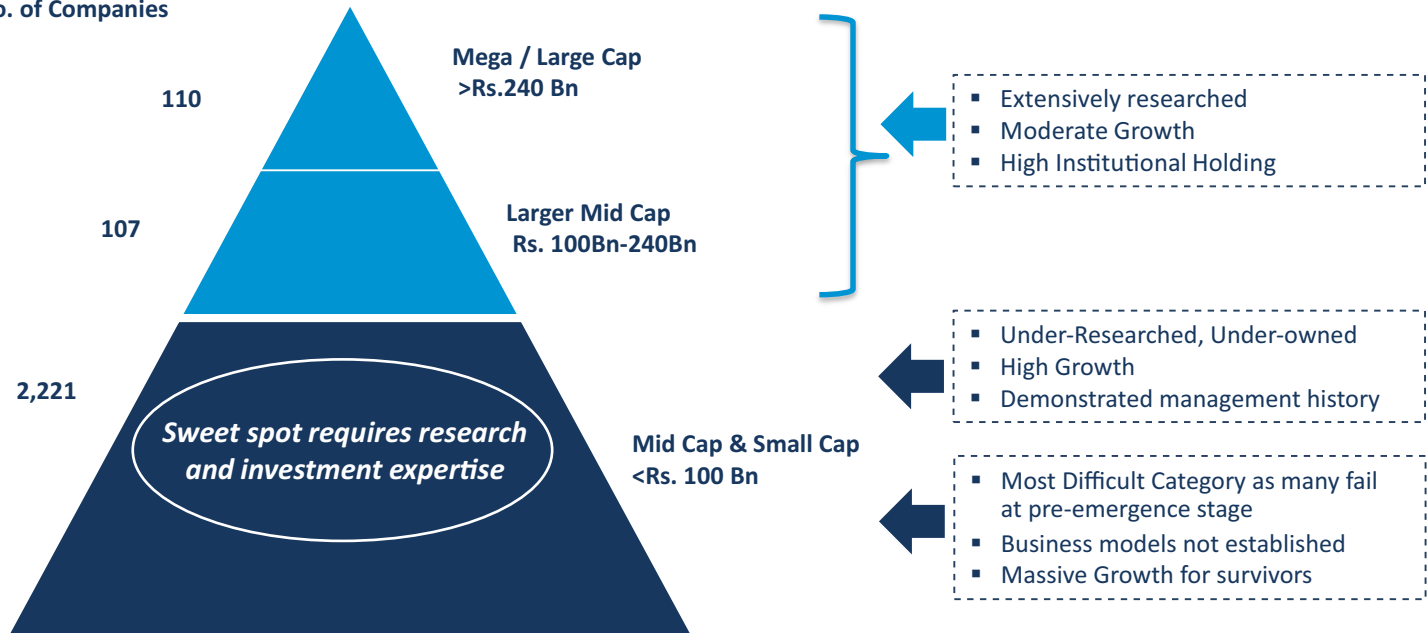 of Companies
110
Mega / Large Cap
>Rs.240 Bn
107
Larger Mid Cap
Rs. 100Bn-240Bn
2,221
Sweet spot requires research
and investment expertise
Mid Cap & Small Cap
<Rs. 100 Bn
▪ Extensively researched
▪ Moderate Growth
▪ High Institutional Holding
▪ Under-Researched, Under-owned
▪ High Growth
▪ Demonstrated management history
▪ Most Difficult Category as many fail
at pre-emergence stage
▪ Business models not established
▪ Massive Growth for survivors